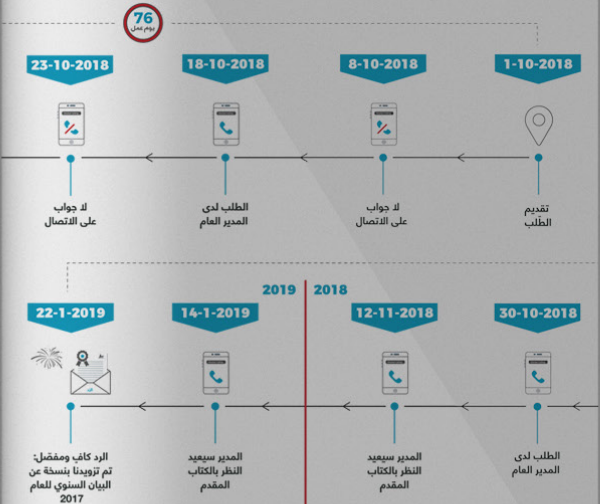 76
يوم عمل
1-10-2018
8-10-2018
18-10-2018
23-10-2018
تقديم
الطّلب
لا جواب
على الاتصال
الطلب لدى
المدير العام
لا جواب
على الاتصال
2018
2019
30-10-2018
12-11-2018
14-1-2019
22-1-2019
الطلب لدى
المدير العام
المدير سيعيد
النظر بالكتاب
المقدم
المدير سيعيد
النظر بالكتاب
المقدم
الرد كافٍ ومفصّل:
تم تزويدنا بنسخة عن
البيان السنوي للعام
2017